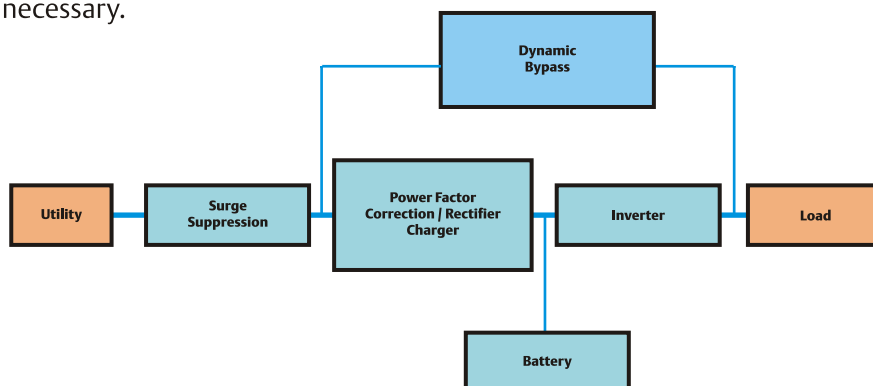 necessary.
Dynamic
Bypass
Utility
Surge
Suppression
Power Factor
Correction / Rectifier
Charger
Inverter
Load
Battery